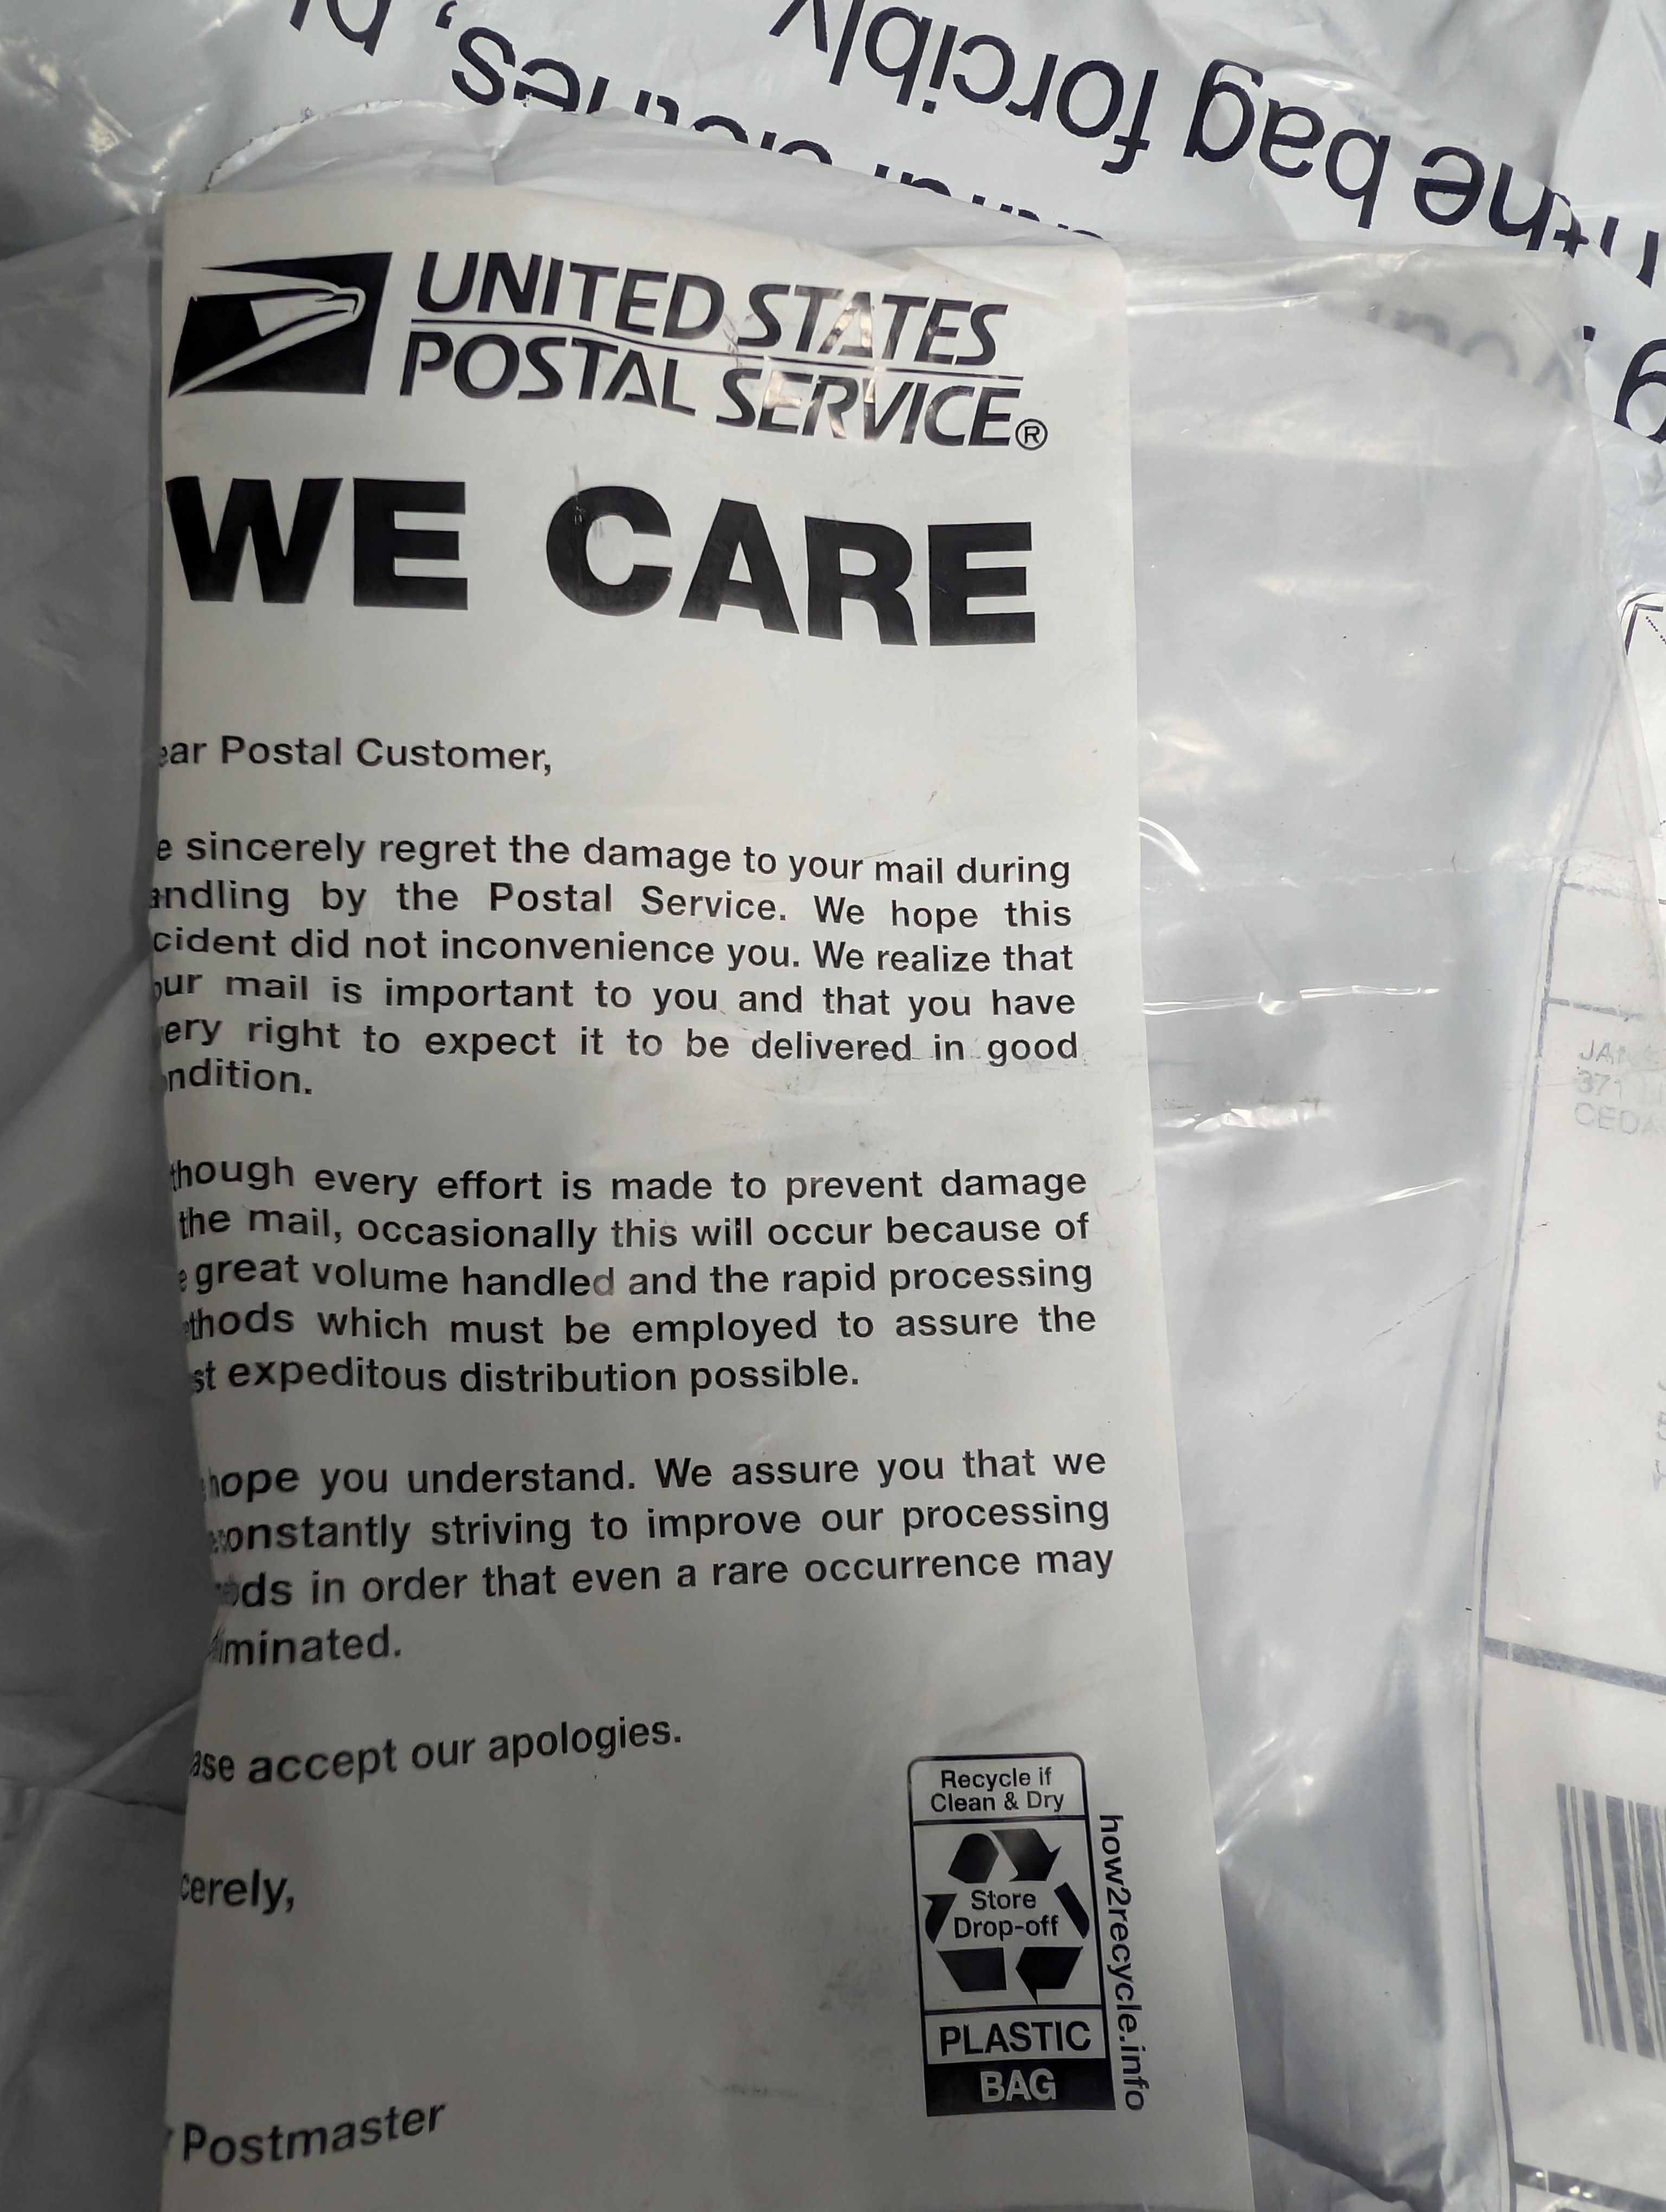 the bag forcibly
UNITED STATES
POSTAL SERVICE®
WE CARE
ear Postal Customer,
e sincerely regret the damage to your mail during
andling by the Postal Service. We hope this
cident did not inconvenience you. We realize that
our mail is important to you and that you have
ery right to expect it to be delivered in good
ndition.
though every effort is made to prevent damage
the mail, occasionally this will occur because of
e great volume handled and the rapid processing
ethods which must be employed to assure the
st expeditous distribution possible.
hope you understand. We assure you that we
constantly striving to improve our processing
ods in order that even a rare occurrence may
iminated.
ase accept our apologies.
cerely,
r Postmaster
Recycle if
Clean & Dry
Store
Drop-off
PLASTIC
BAG
how2recycle.info